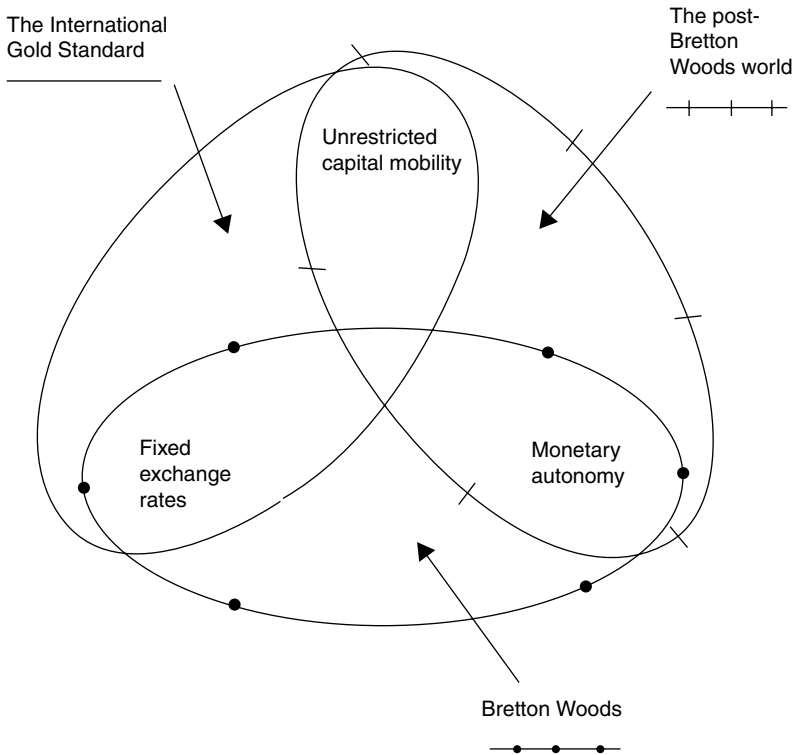 The International
Gold Standard
The post-
Bretton
Woods world
Unrestricted
capital mobility
Fixed
exchange
rates
Monetary
autonomy
Bretton Woods